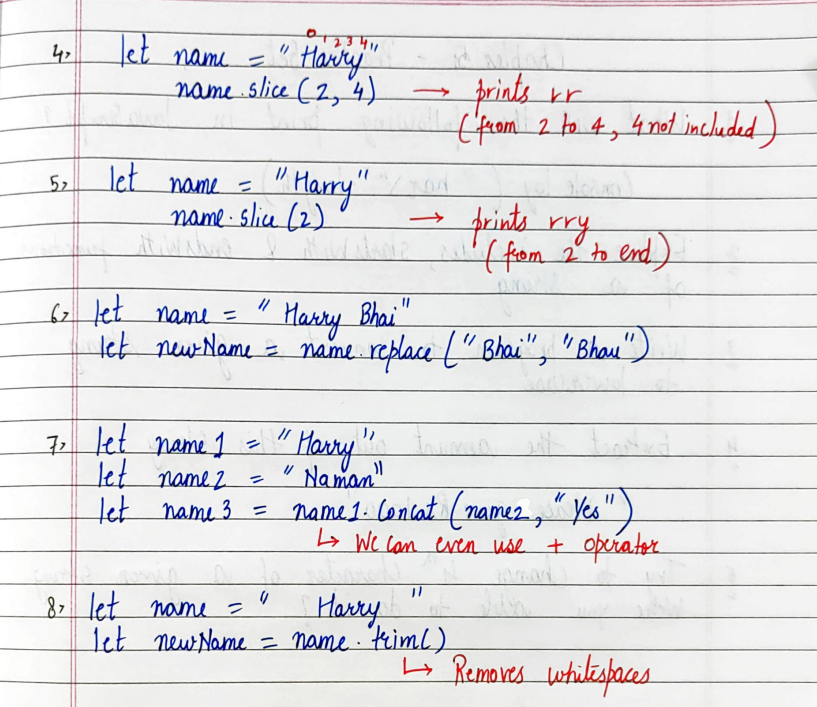 0 1 2 3 4
4> let name = "Harry"
name.slice(2, 4) → prints rr
(from 2 to 4, 4 not included)
5> let name = "Harry"
name.slice(2) → prints rry
(from 2 to end)
6> let name = "Harry Bhai"
let newName = name.replace("Bhai", "Bhau")
7> let name1 = "Harry"
let name2 = "Naman"
let name3 = name1.Concat(name2, "Yes")
↳ We can even use + operator
8> let name = " Harry "
let newName = name.trim()
↳ Removes whitespaces